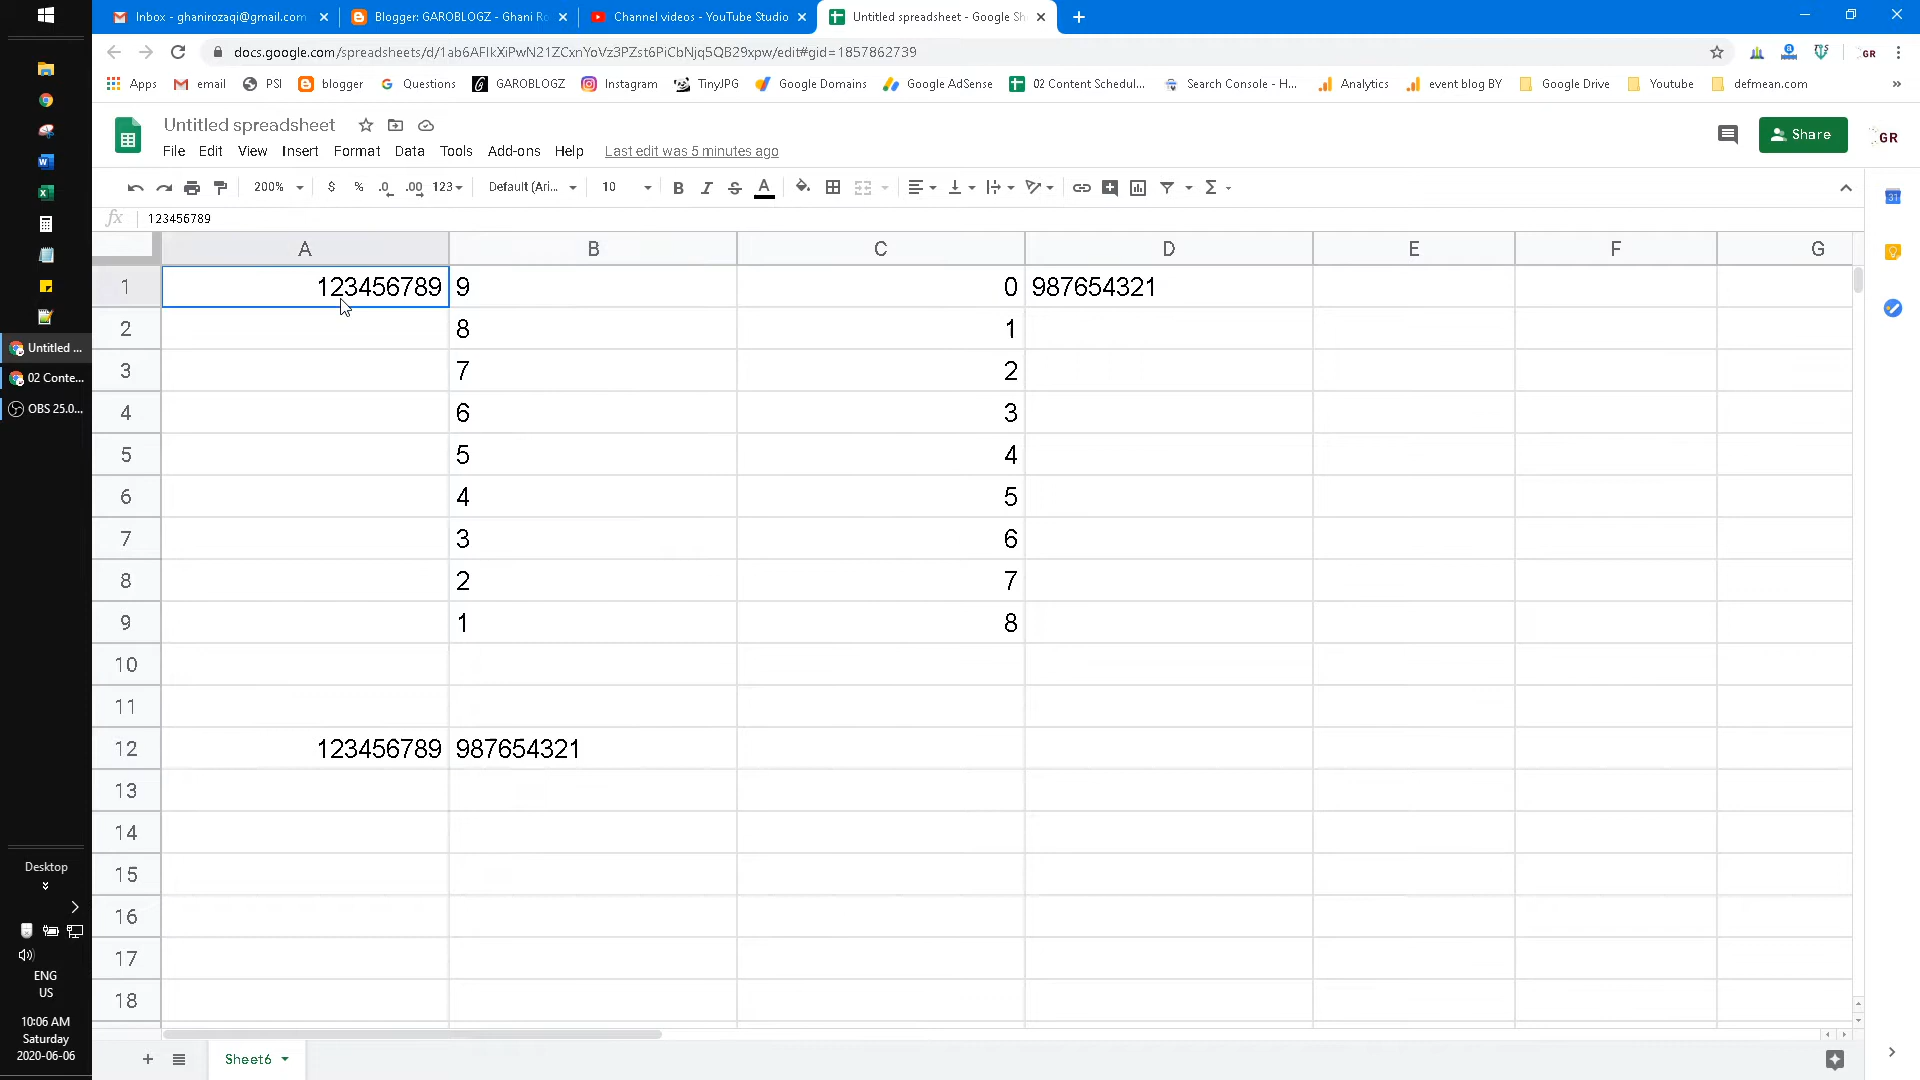 Inbox - ghanirozaqi@gmail.com
Blogger: GAROBLOGZ - Ghani Ro
Channel videos - YouTube Studio
Untitled spreadsheet - Google Sh
docs.google.com/spreadsheets/d/1ab6AFIkXiPwN21ZCxnYoVz3PZst6PiCbNjq5QB29xpw/edit#gid=1857862739
Apps
email
PSI
blogger
Questions
GAROBLOGZ
Instagram
TinyJPG
Google Domains
Google AdSense
02 Content Schedul...
Search Console - H...
Analytics
event blog BY
Google Drive
Youtube
defmean.com
Untitled spreadsheet
Share
GR
File Edit View Insert Format Data Tools Add-ons Help Last edit was 5 minutes ago
200% $ % .0 .00 123 Default (Ari... 10 B I S A Σ
fx 123456789
A B C D E F G
1 123456789 9 0 987654321
2 8 1
3 7 2
4 6 3
5 5 4
6 4 5
7 3 6
8 2 7
9 1 8
10
11
12 123456789 987654321
13
14
15
16
17
18
Sheet6
Untitled ...
02 Conte...
OBS 25.0...
Desktop
ENG
US
10:06 AM
Saturday
2020-06-06